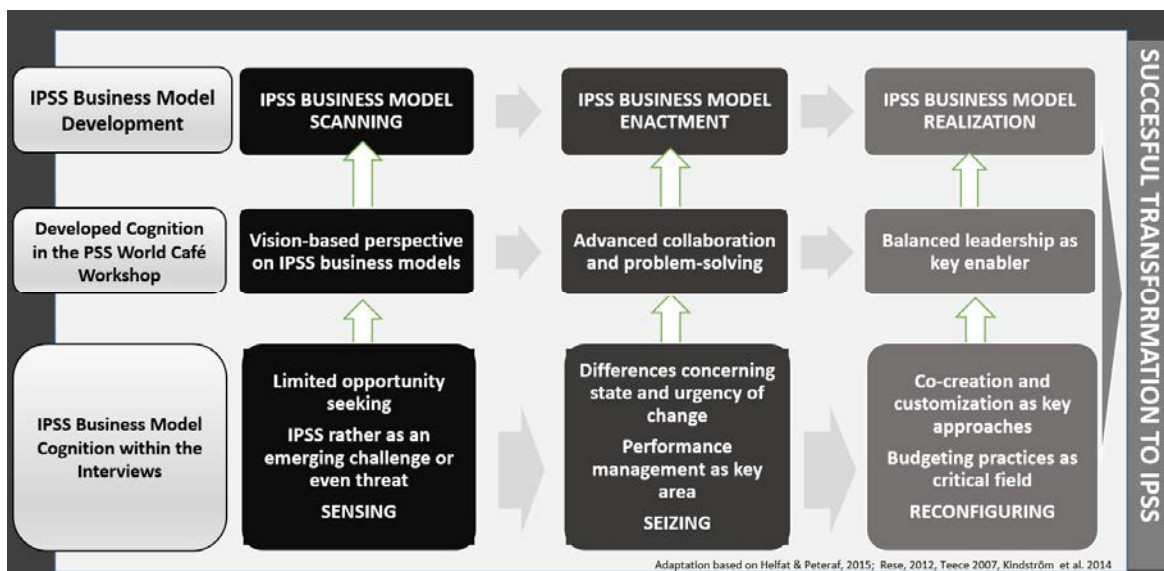 IPSS Business Model
Development
IPSS BUSINESS MODEL
SCANNING
IPSS BUSINESS MODEL
ENACTMENT
IPSS BUSINESS MODEL
REALIZATION
Developed Cognition
in the PSS World Café
Workshop
Vision-based perspective
on IPSS business models
Advanced collaboration
and problem-solving
Balanced leadership as
key enabler
IPSS Business Model
Cognition within the
Interviews
Limited opportunity
seeking
IPSS rather as an
emerging challenge or
even threat
SENSING
Differences concerning
state and urgency of
change
Performance
management as key
area
SEIZING
Co-creation and
customization as key
approaches
Budgeting practices as
critical field
RECONFIGURING
SUCCESFUL TRANSFORMATION TO IPSS
Adaptation based on Helfat & Peteraf, 2015; Rese, 2012, Teece 2007, Kindström et al. 2014